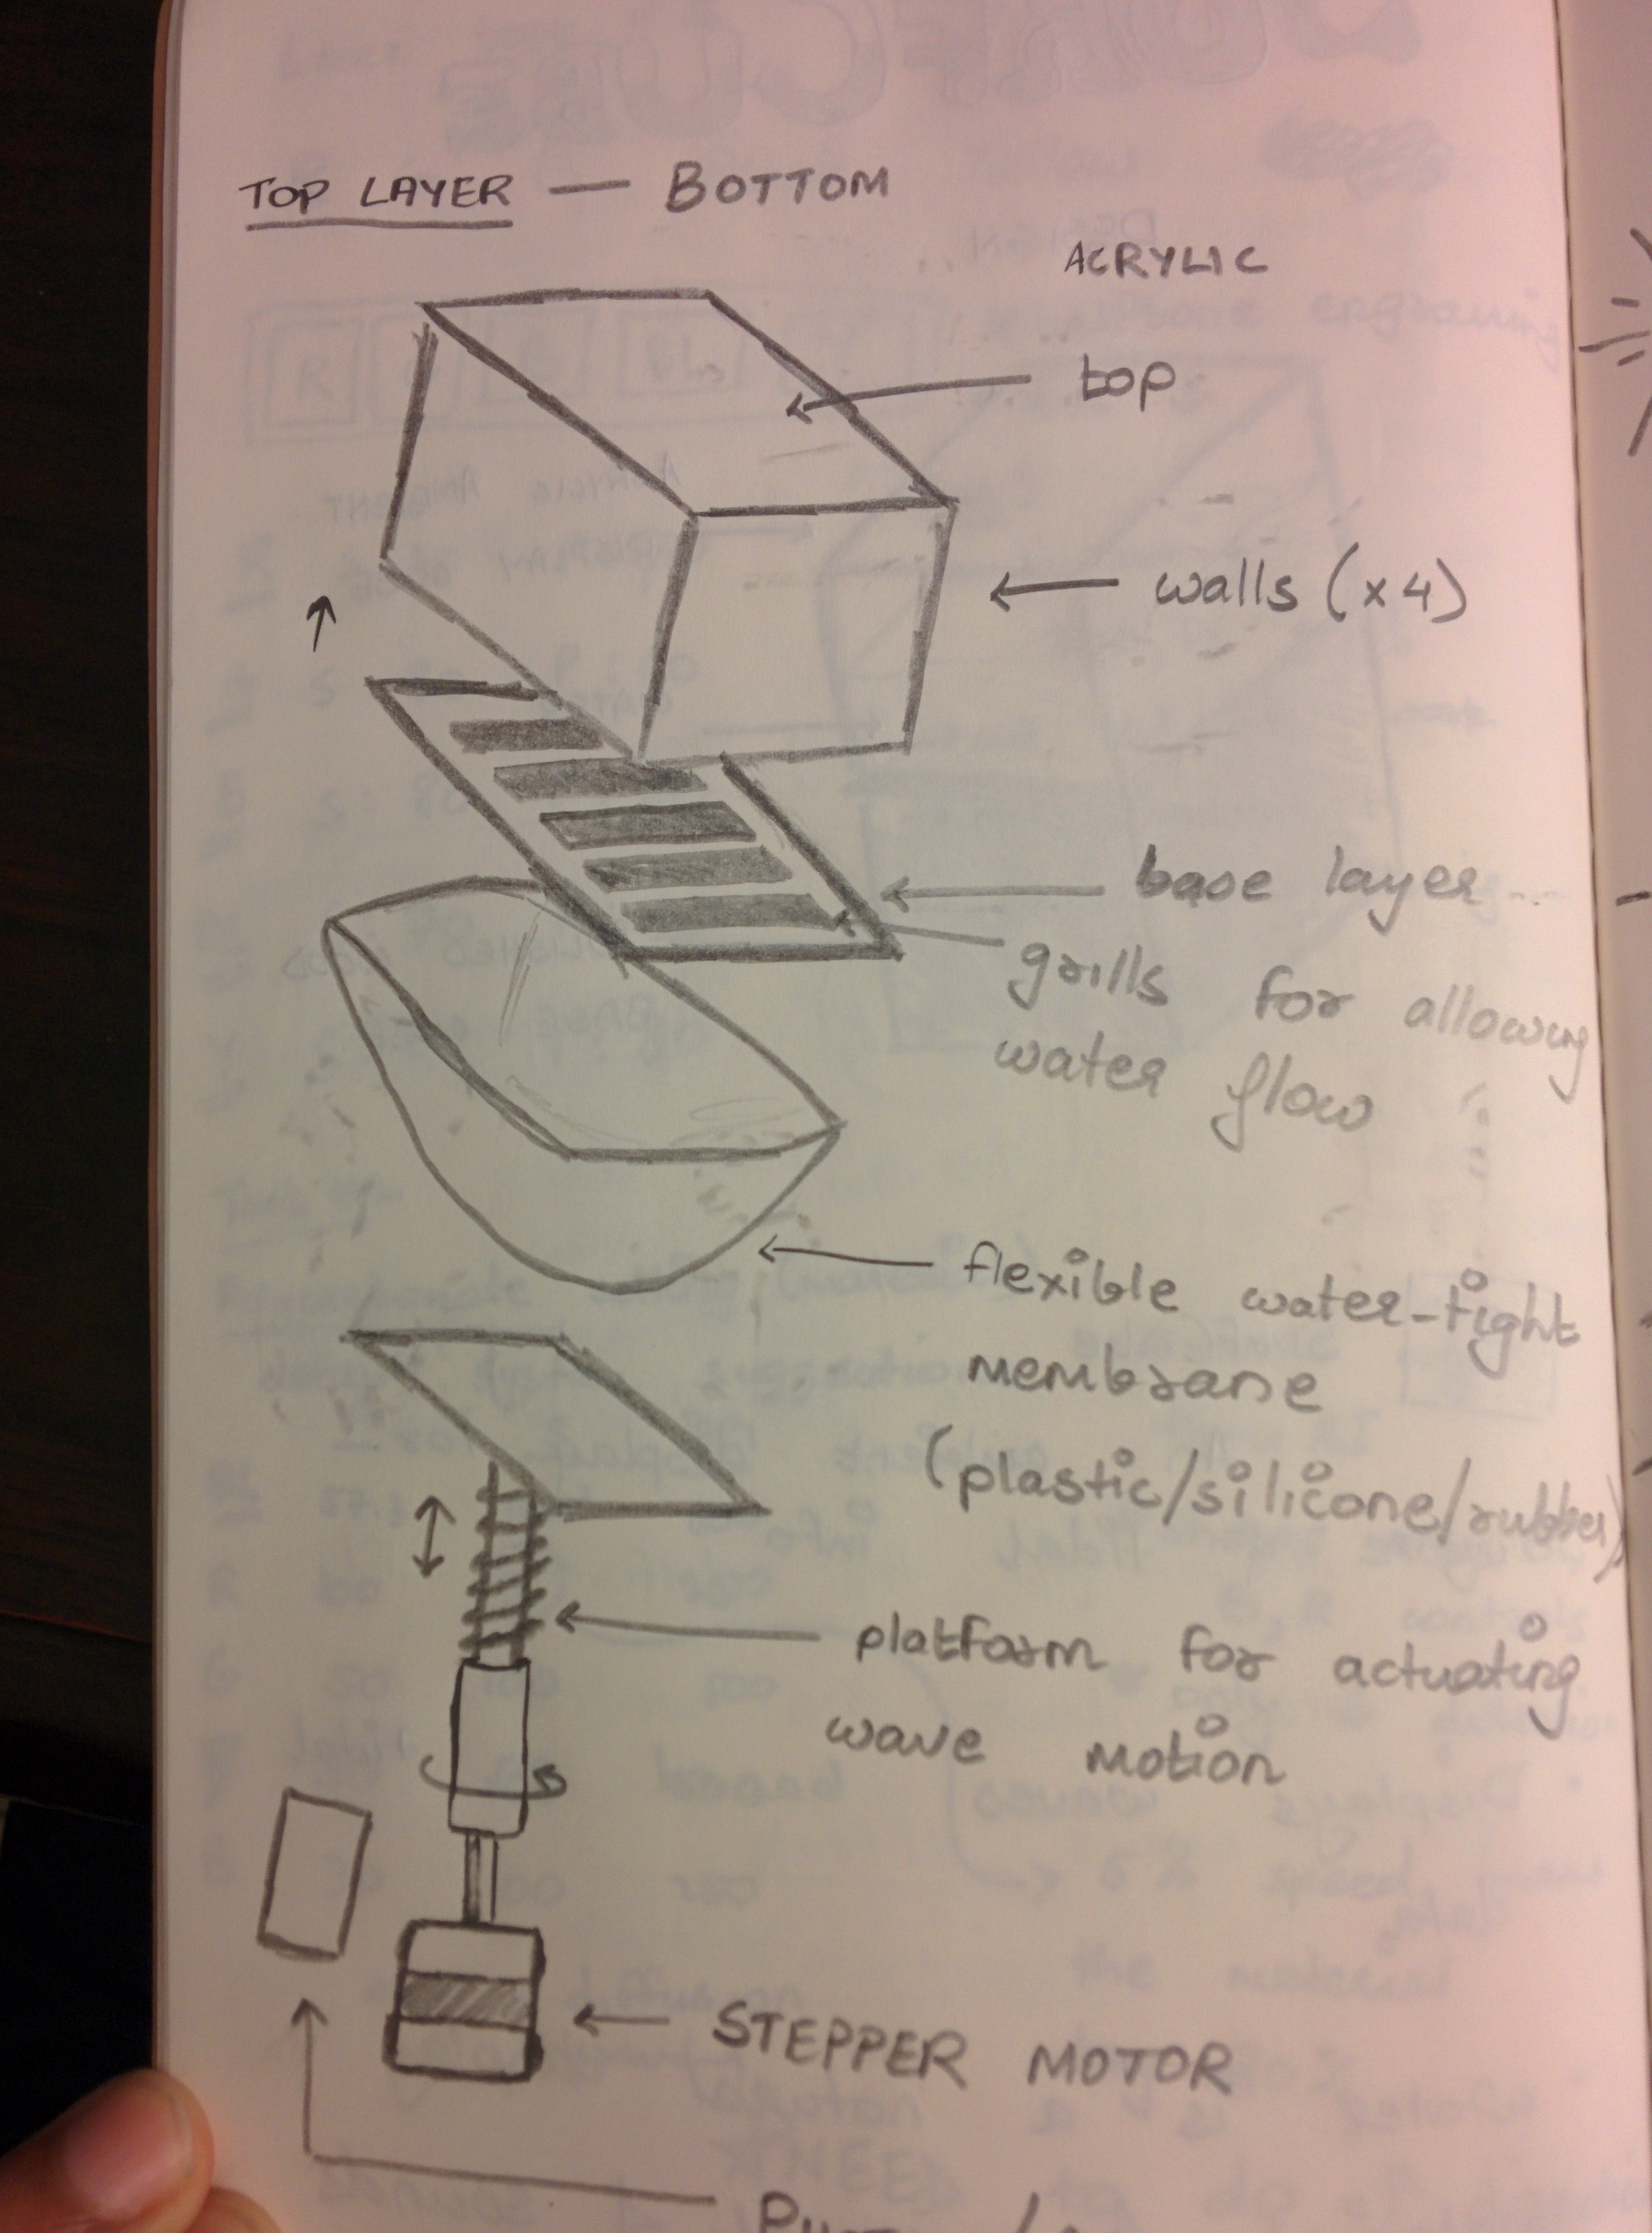 TOP LAYER — BOTTOM
ACRYLIC
top
walls (x4)
base layer
grills for allowing
water flow
flexible water-tight
membrane
(plastic/silicone/rubber)
platform for actuating
wave motion
STEPPER MOTOR